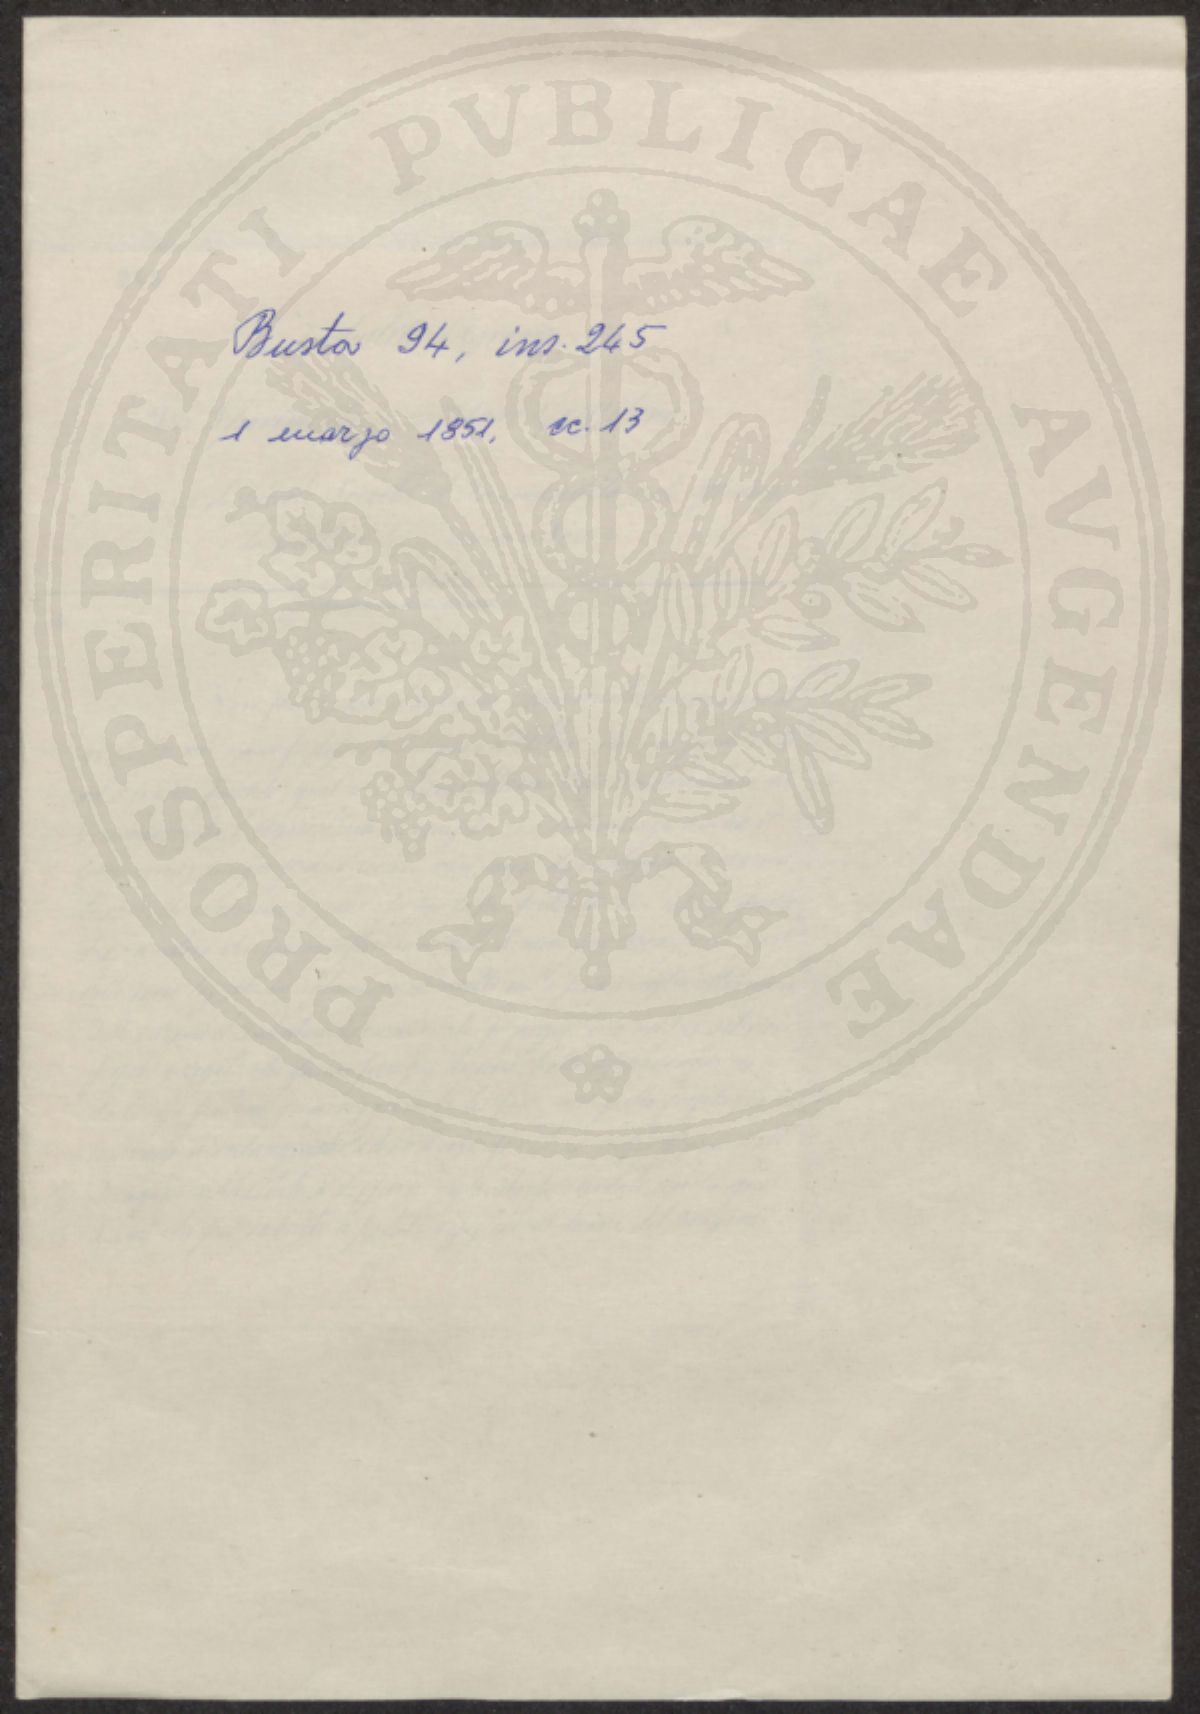 Busta 94, ins. 245
1 marzo 1851, cc. 13
PROSPERITATI PVBLICAE AVGENDAE